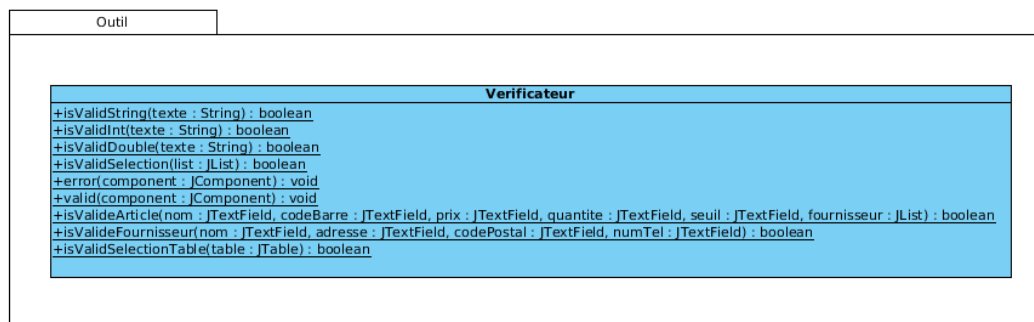 Outil
Verificateur
+isValidString(texte : String) : boolean
+isValidInt(texte : String) : boolean
+isValidDouble(texte : String) : boolean
+isValidSelection(list : JList) : boolean
+error(component : JComponent) : void
+valid(component : JComponent) : void
+isValideArticle(nom : JTextField, codeBarre : JTextField, prix : JTextField, quantite : JTextField, seuil : JTextField, fournisseur : JList) : boolean
+isValideFournisseur(nom : JTextField, adresse : JTextField, codePostal : JTextField, numTel : JTextField) : boolean
+isValidSelectionTable(table : JTable) : boolean